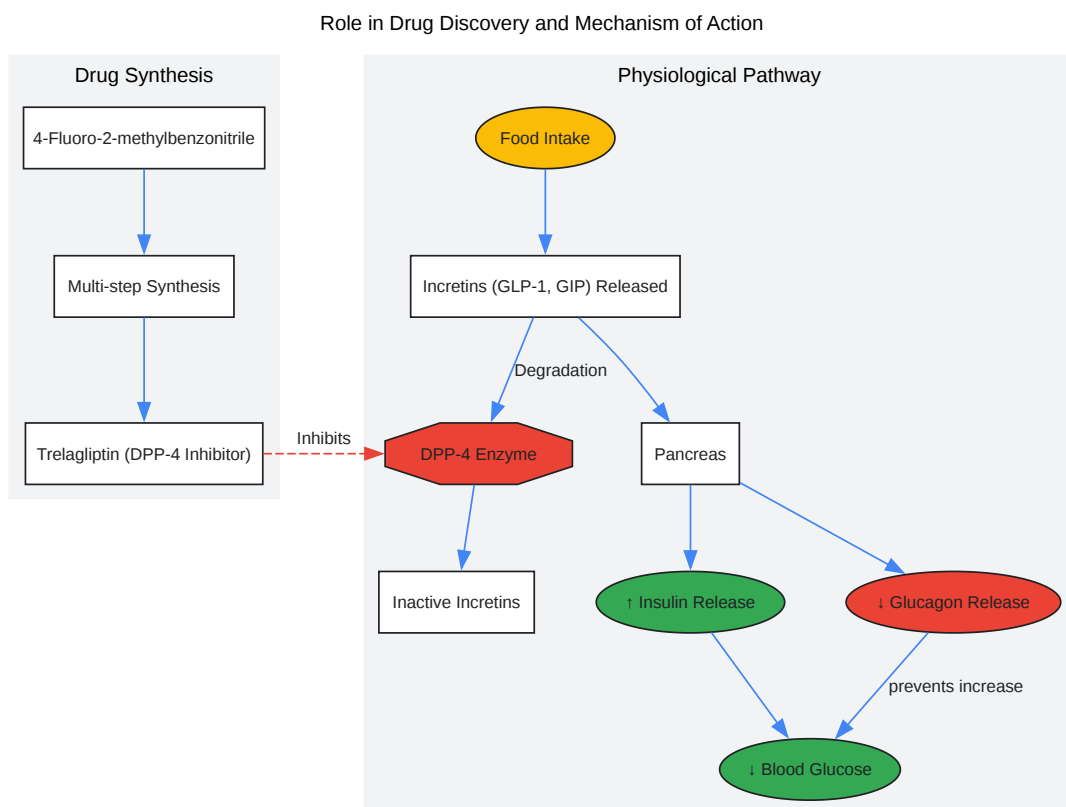 Role in Drug Discovery and Mechanism of Action
Drug Synthesis
4-Fluoro-2-methylbenzonitrile
Multi-step Synthesis
Trelagliptin (DPP-4 Inhibitor)
Inhibits
Physiological Pathway
Food Intake
Incretins (GLP-1, GIP) Released
Degradation
DPP-4 Enzyme
Pancreas
Inactive Incretins
↑ Insulin Release
↓ Glucagon Release
prevents increase
↓ Blood Glucose